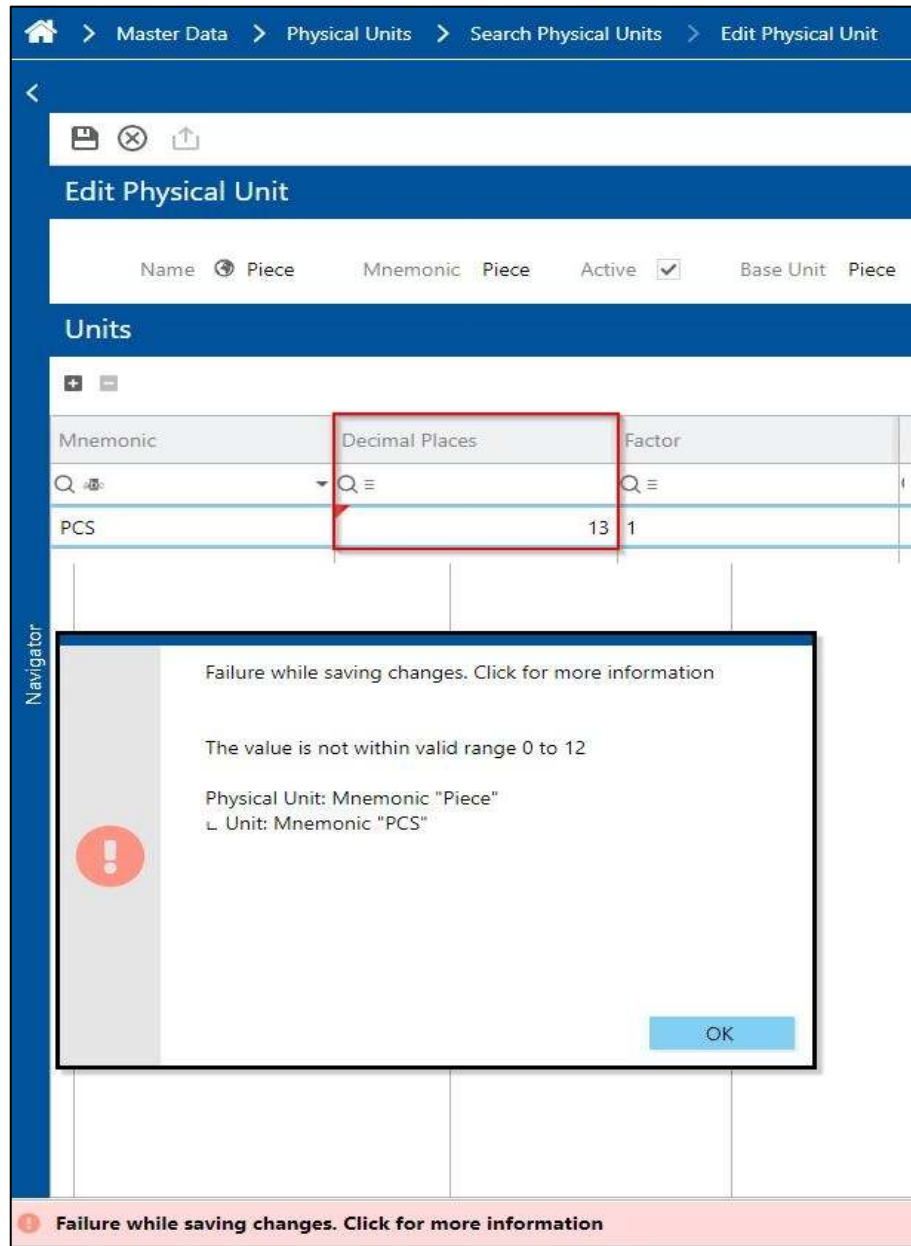 Master Data > Physical Units > Search Physical Units > Edit Physical Unit
Edit Physical Unit
Name Piece Mnemonic Piece Active Base Unit Piece
Units
Mnemonic Decimal Places Factor
PCS 13 1
Navigator
Failure while saving changes. Click for more information
The value is not within valid range 0 to 12
Physical Unit: Mnemonic "Piece"
∟ Unit: Mnemonic "PCS"
OK
Failure while saving changes. Click for more information